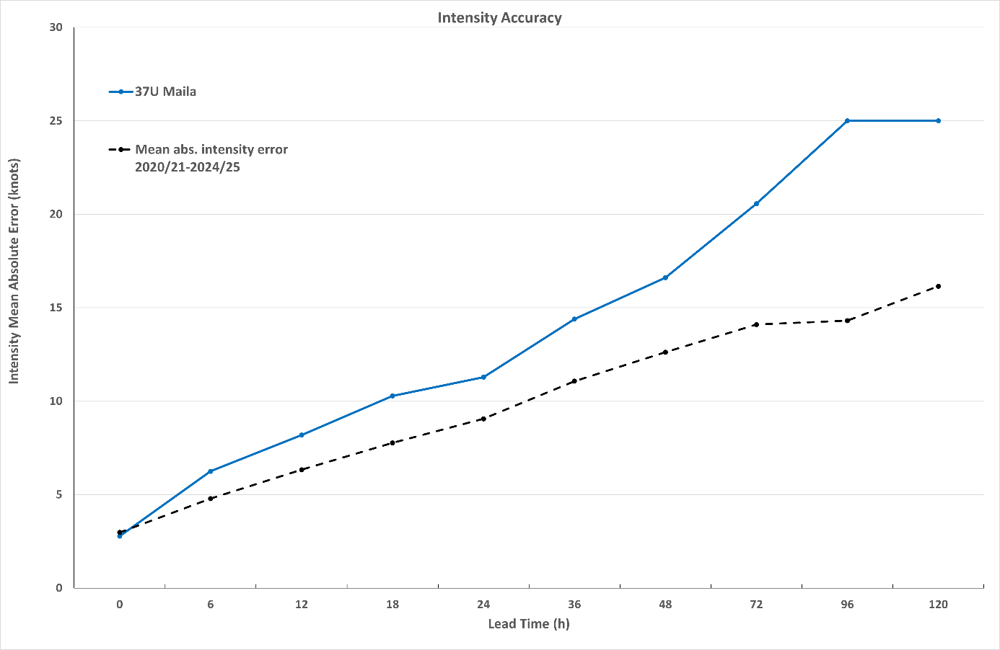 Intensity Accuracy
30
25
20
15
10
5
0
Intensity Mean Absolute Error (knots)
37U Maila
Mean abs. intensity error
2020/21-2024/25
0 6 12 18 24 36 48 72 96 120
Lead Time (h)